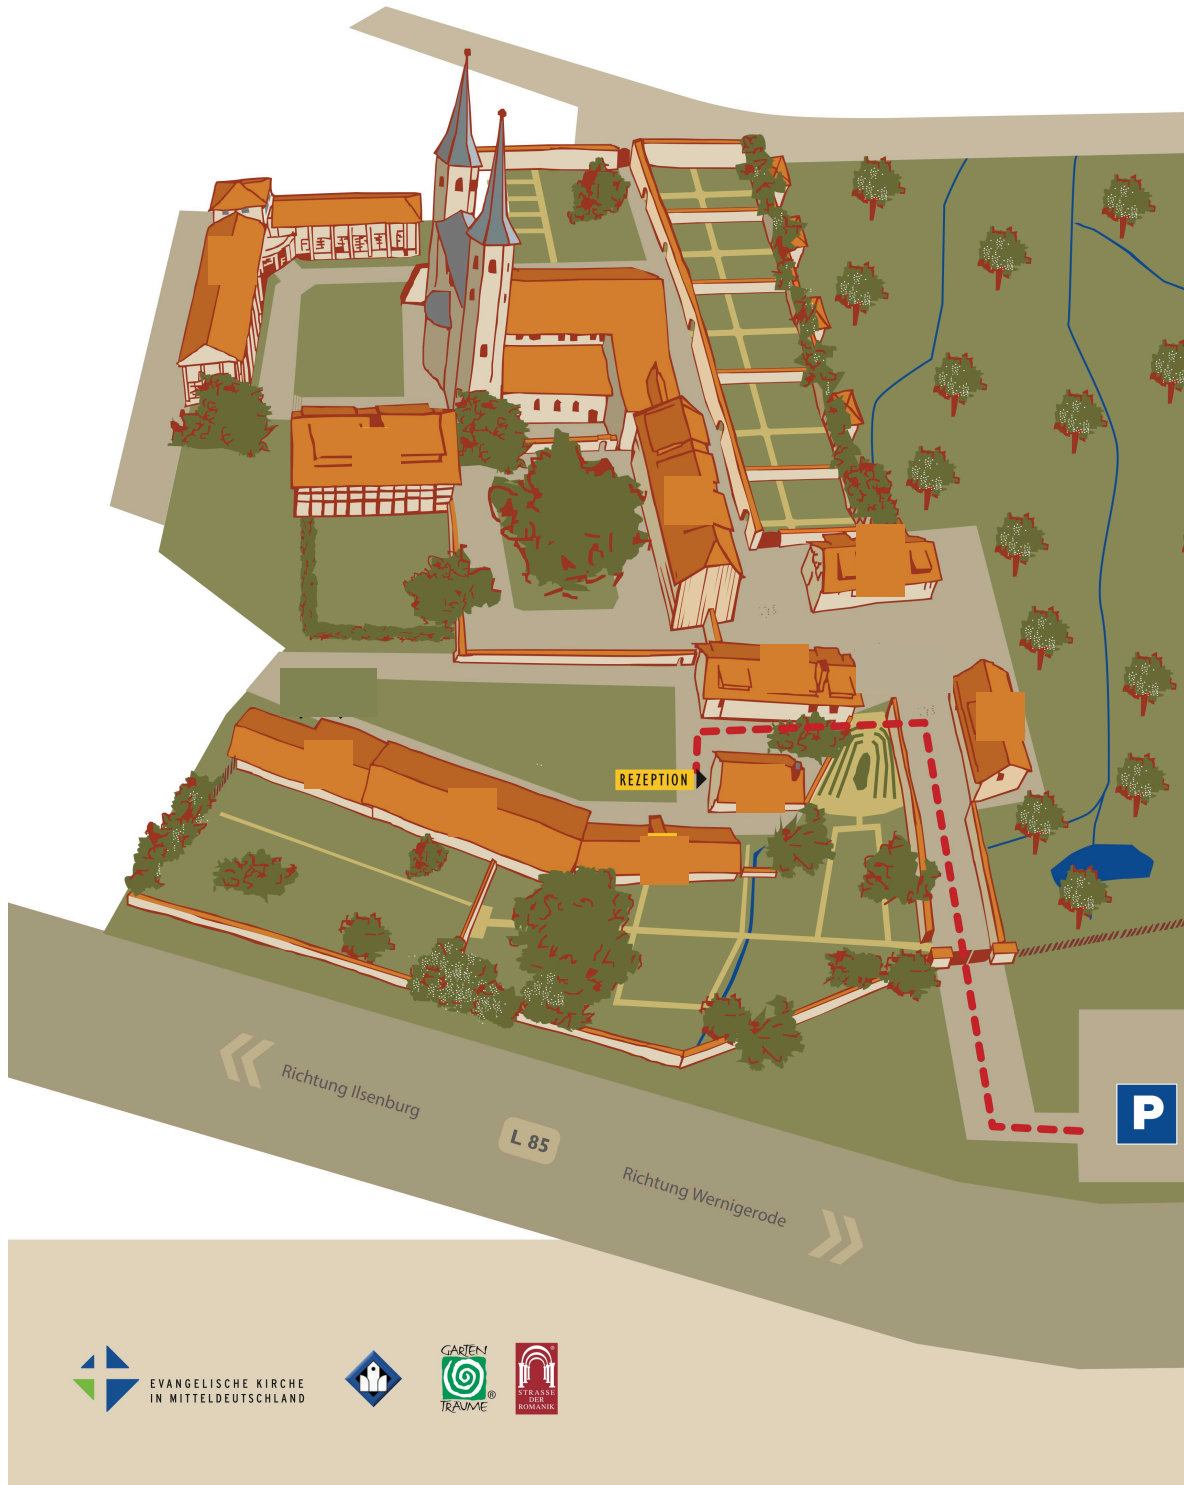 F
REZEPTION
Richtung Ilsenburg
L 85
Richtung Wernigerode
P
EVANGELISCHE KIRCHE
IN MITTELDEUTSCHLAND
GARTEN
®
TRÄUME
®
STRASSE
DER
ROMANIK